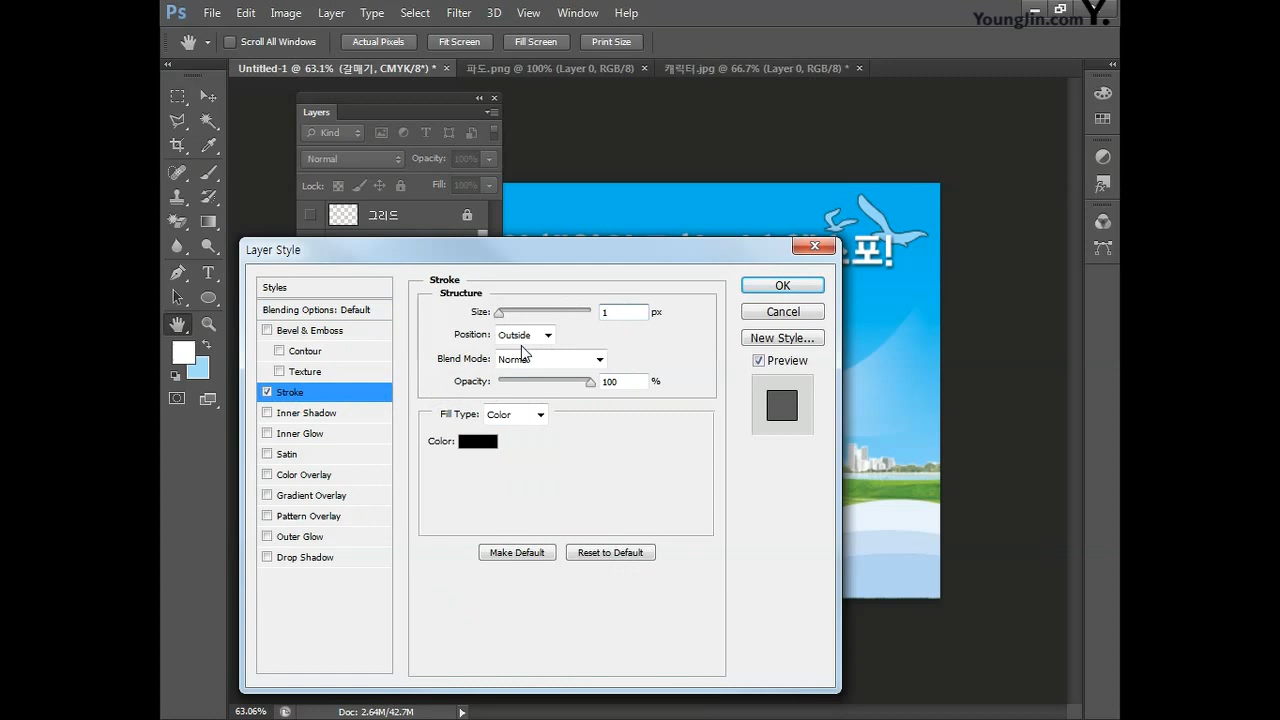 Ps File Edit Image Layer Type Select Filter 3D View Window Help
YoungJin.com Y.
Scroll All Windows Actual Pixels Fit Screen Fill Screen Print Size
Untitled-1 @ 63.1% (갈매기, CMYK/8*) * × 파도.png @ 100% (Layer 0, RGB/8) × 캐릭터.jpg @ 66.7% (Layer 0, RGB/8) * ×
Layers
Kind
Normal Opacity: 100%
Lock: Fill: 100%
그리드
포!
Layer Style
Styles
Blending Options: Default
Bevel & Emboss
Contour
Texture
Stroke
Inner Shadow
Inner Glow
Satin
Color Overlay
Gradient Overlay
Pattern Overlay
Outer Glow
Drop Shadow
Stroke
Structure
Size: 1 px
Position: Outside
Blend Mode: Normal
Opacity: 100 %
Fill Type: Color
Color:
Make Default Reset to Default
OK
Cancel
New Style...
Preview
63.06% Doc: 2.64M/42.7M